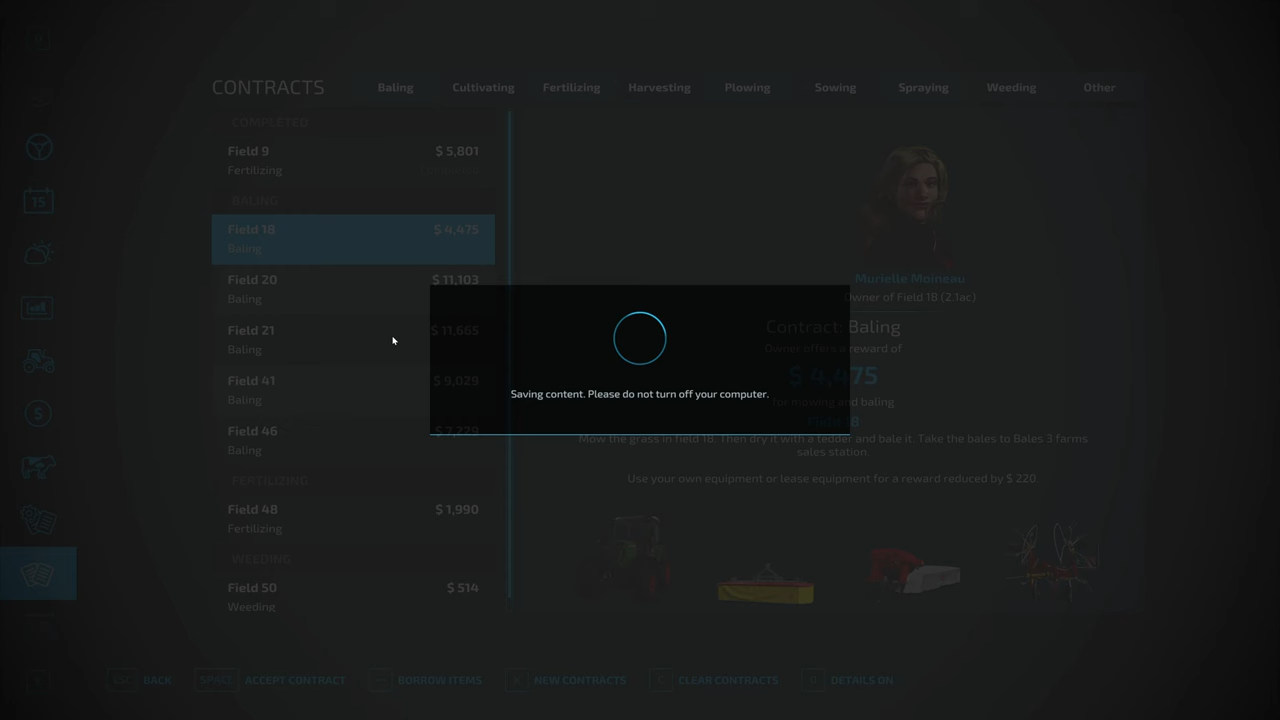 CONTRACTS
Baling
Cultivating
Fertilizing
Harvesting
Plowing
Sowing
Spraying
Weeding
Other
15
COMPLETED
Field 9 $ 5,801
Fertilizing
BALING
Field 18 $ 4,475
Baling
Field 20 $ 11,103
Baling
Field 21 $ 11,665
Baling
Field 41 $ 9,029
Baling
Field 46 $ 7,229
Baling
FERTILIZING
Field 48 $ 1,990
Fertilizing
WEEDING
Field 50 $ 514
Weeding
Murielle Moineau
Owner of Field 18 (2.1ac)
Contract: Baling
Owner offers a reward of
$ 4,475
for mowing and baling
Mow the grass in field 18. Then dry it with a tedder and bale it. Take the bales to Bales 3 farms
sales station.
Use your own equipment or lease equipment for a reward reduced by $ 220.
Saving content. Please do not turn off your computer.
ESC BACK
SPACE ACCEPT CONTRACT
BORROW ITEMS
X NEW CONTRACTS
C CLEAR CONTRACTS
DETAILS ON